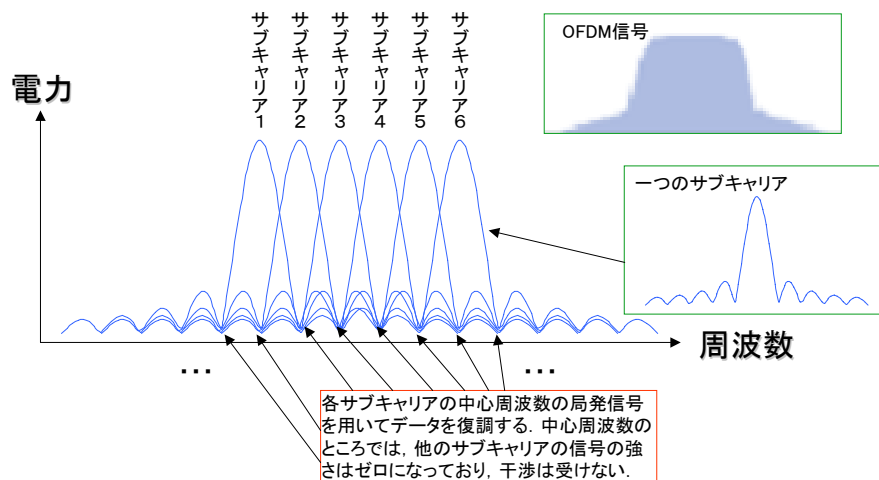 サブキャリア1
サブキャリア2
サブキャリア3
サブキャリア4
サブキャリア5
サブキャリア6
OFDM信号
電力
一つのサブキャリア
周波数
...
...
各サブキャリアの中心周波数の局発信号
を用いてデータを復調する．中心周波数の
ところでは，他のサブキャリアの信号の強
さはゼロになっており，干渉は受けない．